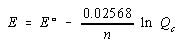 E = E° - 0.02568/n ln Q_c